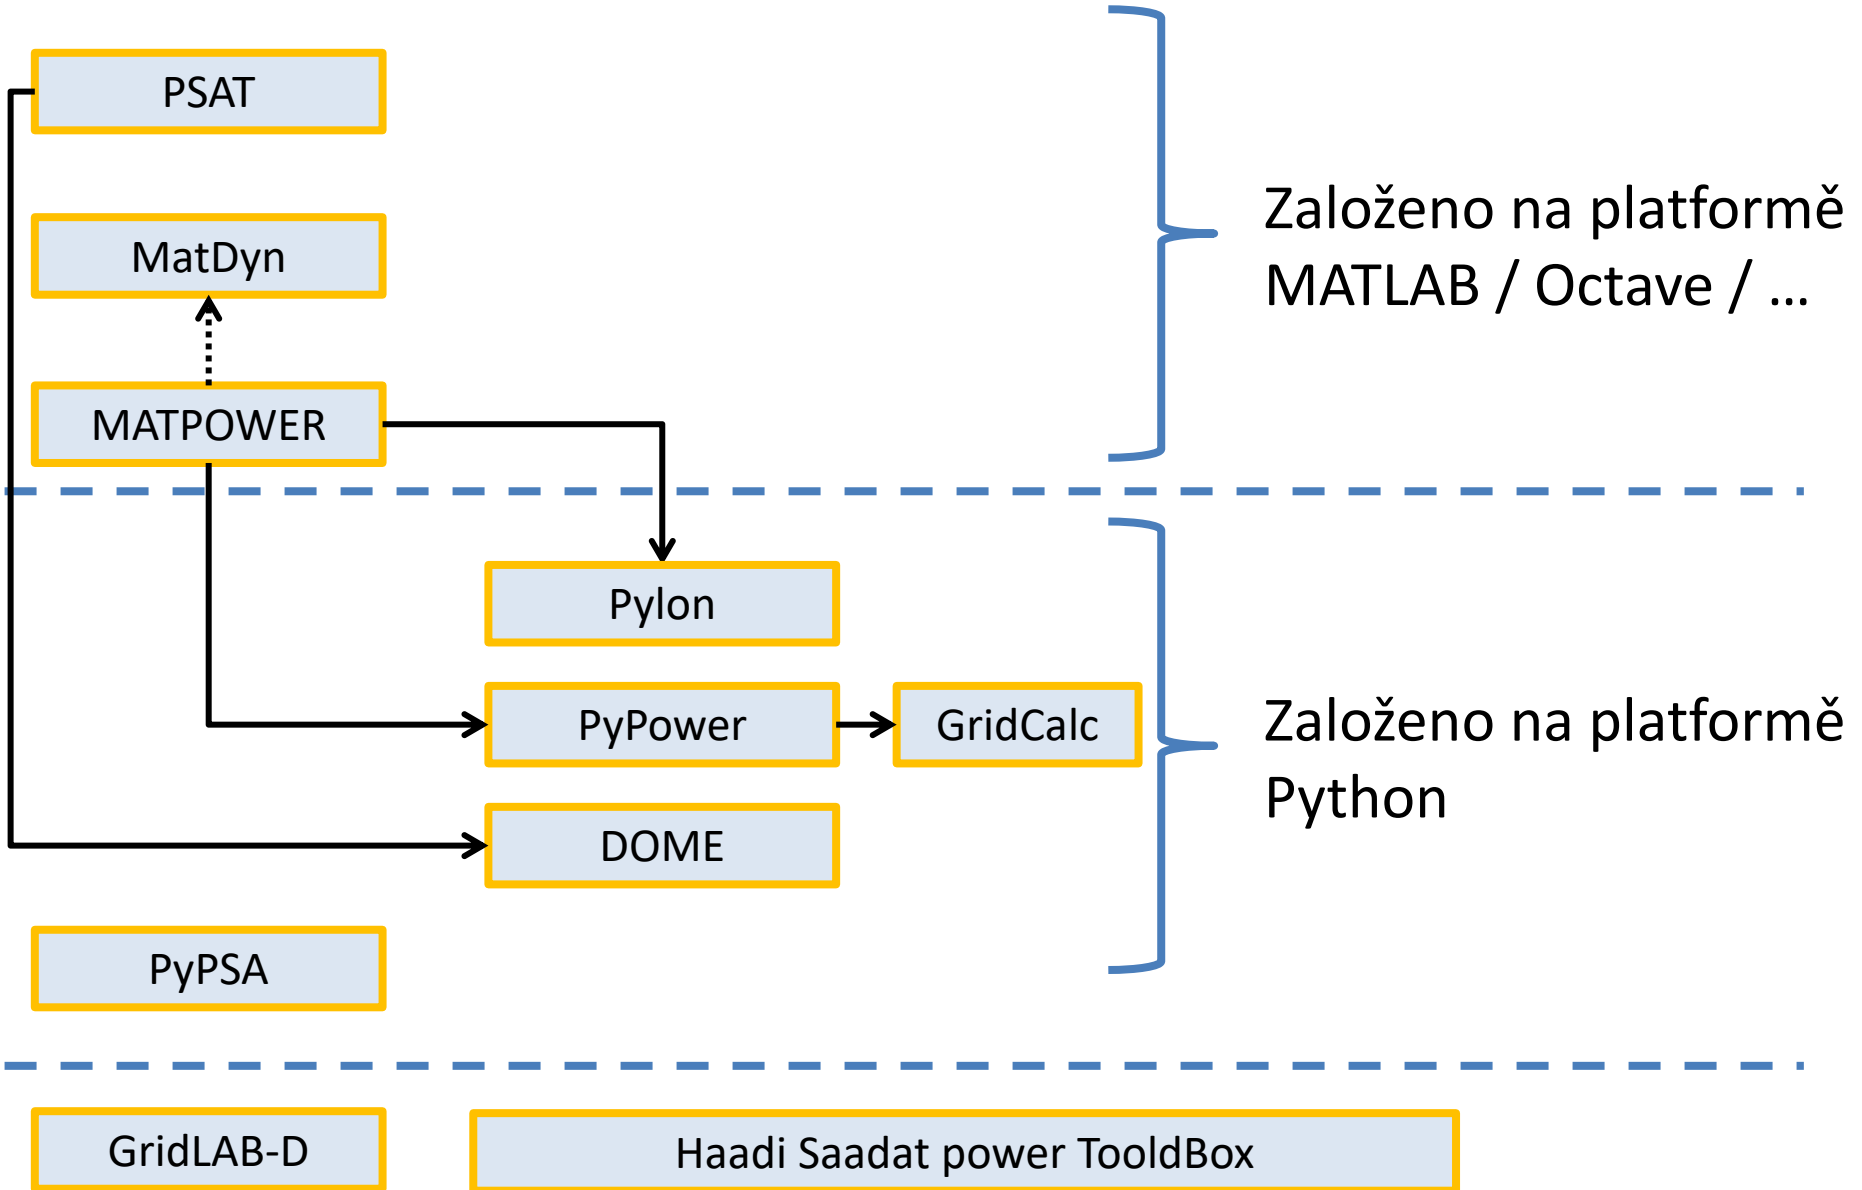 PSAT
MatDyn
MATPOWER
Založeno na platformě
MATLAB / Octave / ...
Pylon
PyPower
GridCalc
DOME
PyPSA
Založeno na platformě
Python
GridLAB-D
Haadi Saadat power TooldBox